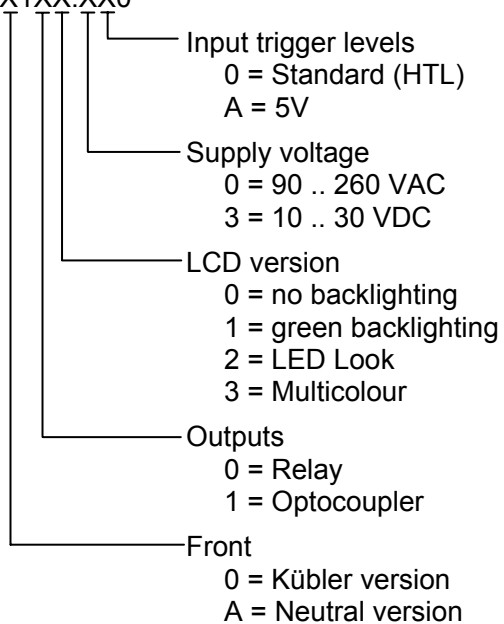 X1XX.XX0
Input trigger levels
0 = Standard (HTL)
A = 5V
Supply voltage
0 = 90 .. 260 VAC
3 = 10 .. 30 VDC
LCD version
0 = no backlighting
1 = green backlighting
2 = LED Look
3 = Multicolour
Outputs
0 = Relay
1 = Optocoupler
Front
0 = Kübler version
A = Neutral version